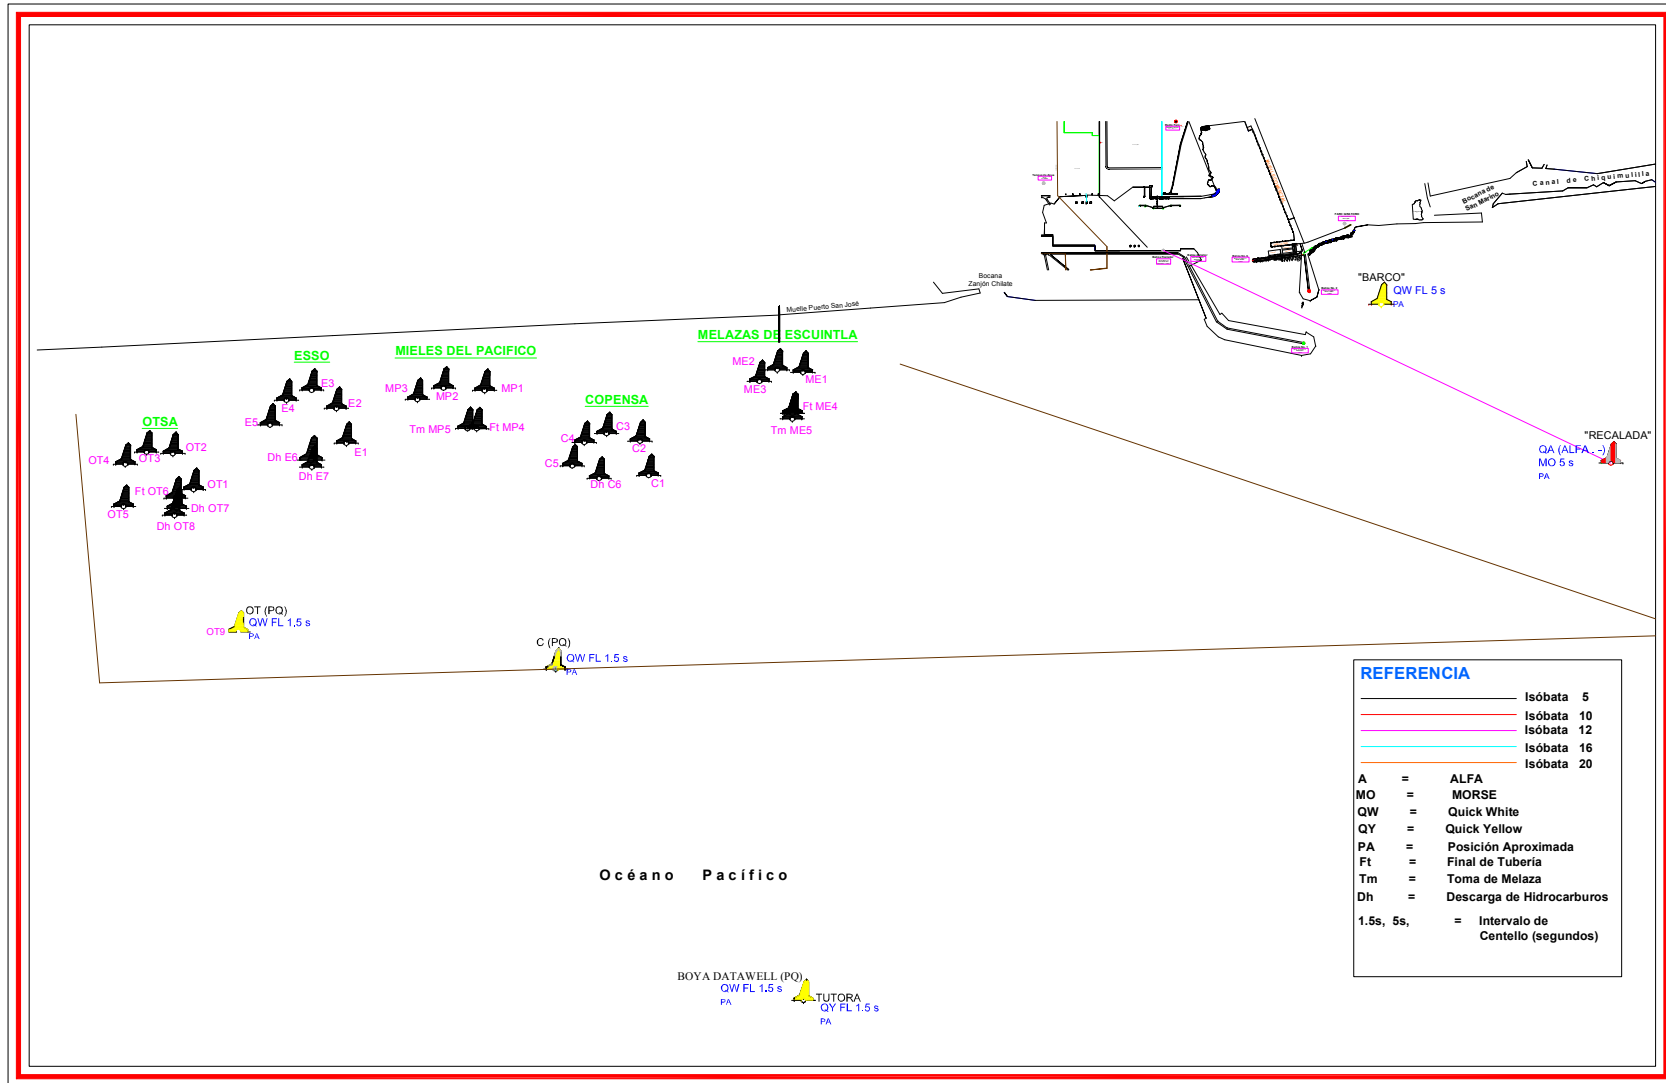 Canal de Chiquimulilla
Bocana de
San Marino
"BARCO"
QW FL 5 s
PA
Bocana
Zanjón Chilate
Muelle Puerto San José
MELAZAS DE ESCUINTLA
ME2
ME1
ME3
Ft ME4
Tm ME5
MIELES DEL PACIFICO
MP3
MP2
MP1
Tm MP5
Ft MP4
ESSO
E3
E4
E2
E5
E1
Dh E6
Dh E7
COPENSA
C3
C4
C2
C5
Dh C6
C1
OTSA
OT2
OT3
OT4
OT1
Ft OT6
OT5
Dh OT7
Dh OT8
"RECALADA"
QA (ALFA . -)
MO 5 s
PA
OT (PQ)
QW FL 1,5 s
OT9
PA
C (PQ)
QW FL 1.5 s
PA
REFERENCIA
Isóbata 5
Isóbata 10
Isóbata 12
Isóbata 16
Isóbata 20
A = ALFA
MO = MORSE
QW = Quick White
QY = Quick Yellow
PA = Posición Aproximada
Ft = Final de Tubería
Tm = Toma de Melaza
Dh = Descarga de Hidrocarburos
1.5s, 5s, = Intervalo de
Centello (segundos)
Océano Pacífico
BOYA DATAWELL (PQ)
QW FL 1.5 s
PA
TUTORA
QY FL 1.5 s
PA